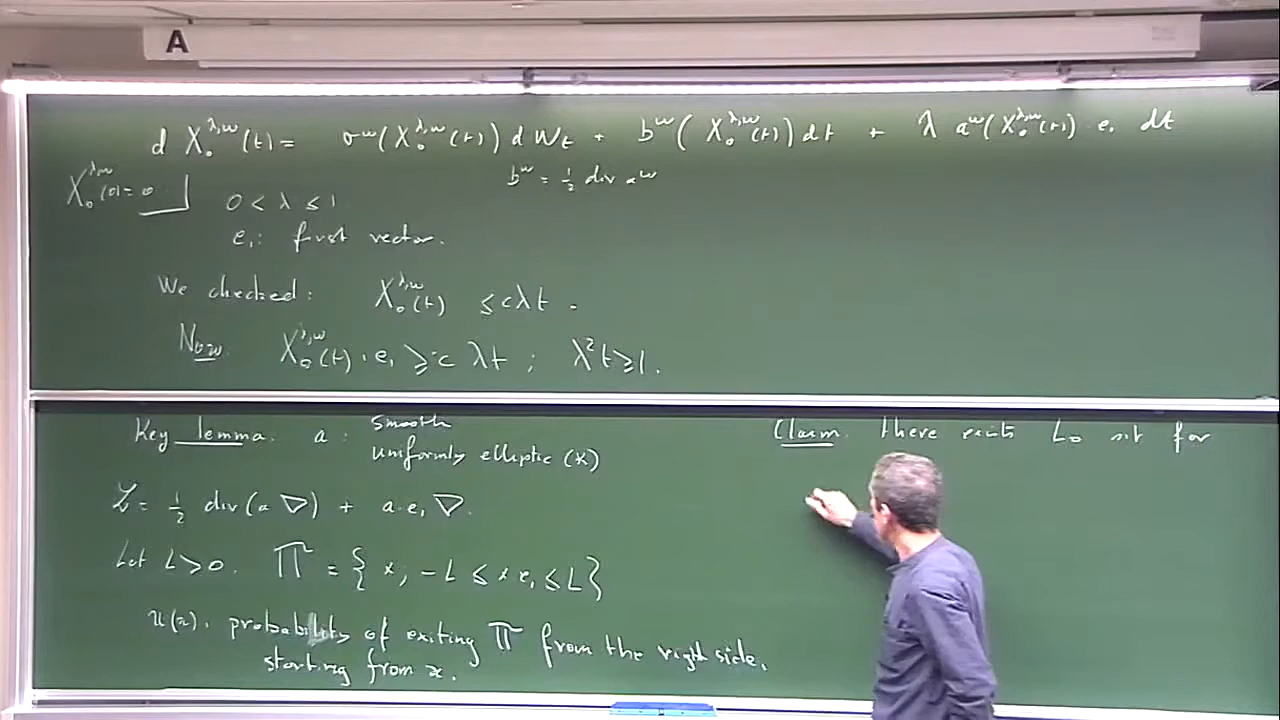 A
d X₀^{λ,ω}(t) = σ^ω(X₀^{λ,ω}(t)) dW_t + b^ω(X₀^{λ,ω}(t)) dt + λ a^ω(X₀^{λ,ω}(t)) · e₁ dt
b^ω = ½ div a^ω
X₀^{λ,ω}(0) = 0
0 < λ ≤ 1
e₁: first vector.
We checked: X₀^{λ,ω}(t) ≤ cλt.
Now. X₀^{λ,ω}(t) · e₁ ≥ c λt ; λ²t ≥ 1.
Key lemma. a : smooth
uniformly elliptic (κ)
ℒ = ½ div(a ∇) + a·e₁ ∇.
Let L > 0. Π = {x; -L ≤ x e₁ ≤ L}
u(x): probability of exiting Π from the right side,
starting from x.
Claim. There exists L₀ s.t. for